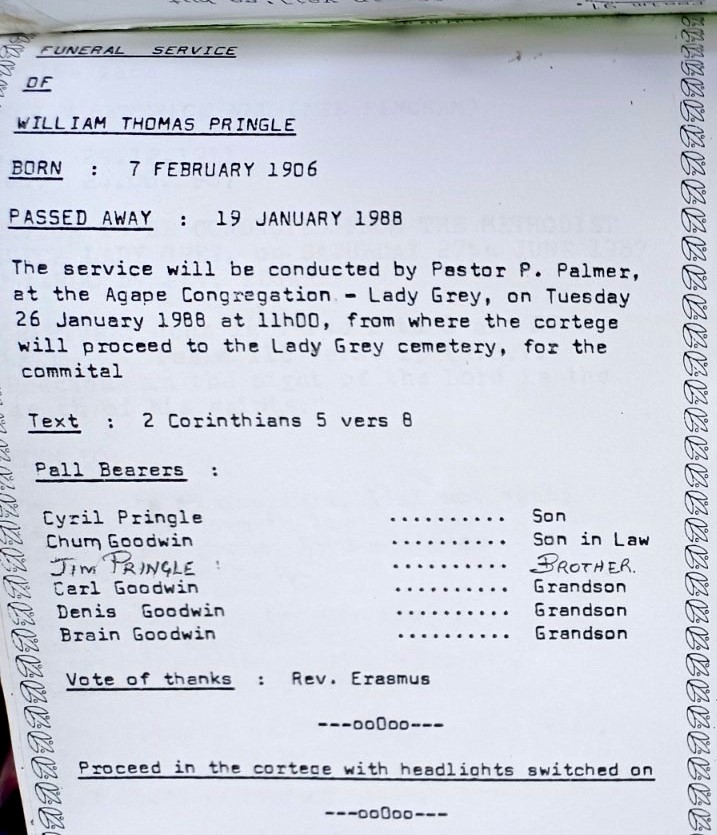 FUNERAL SERVICE
OF
WILLIAM THOMAS PRINGLE
BORN : 7 FEBRUARY 1906
PASSED AWAY : 19 JANUARY 1988
The service will be conducted by Pastor P. Palmer,
at the Agape Congregation - Lady Grey, on Tuesday
26 January 1988 at 11h00, from where the cortege
will proceed to the Lady Grey cemetery, for the
commital
Text : 2 Corinthians 5 vers 8
Pall Bearers :
Cyril Pringle .......... Son
Chum Goodwin .......... Son in Law
JIM PRINGLE : .......... BROTHER.
Carl Goodwin .......... Grandson
Denis Goodwin .......... Grandson
Brain Goodwin .......... Grandson
Vote of thanks : Rev. Erasmus
---ooOoo---
Proceed in the cortege with headlights switched on
---ooOoo---